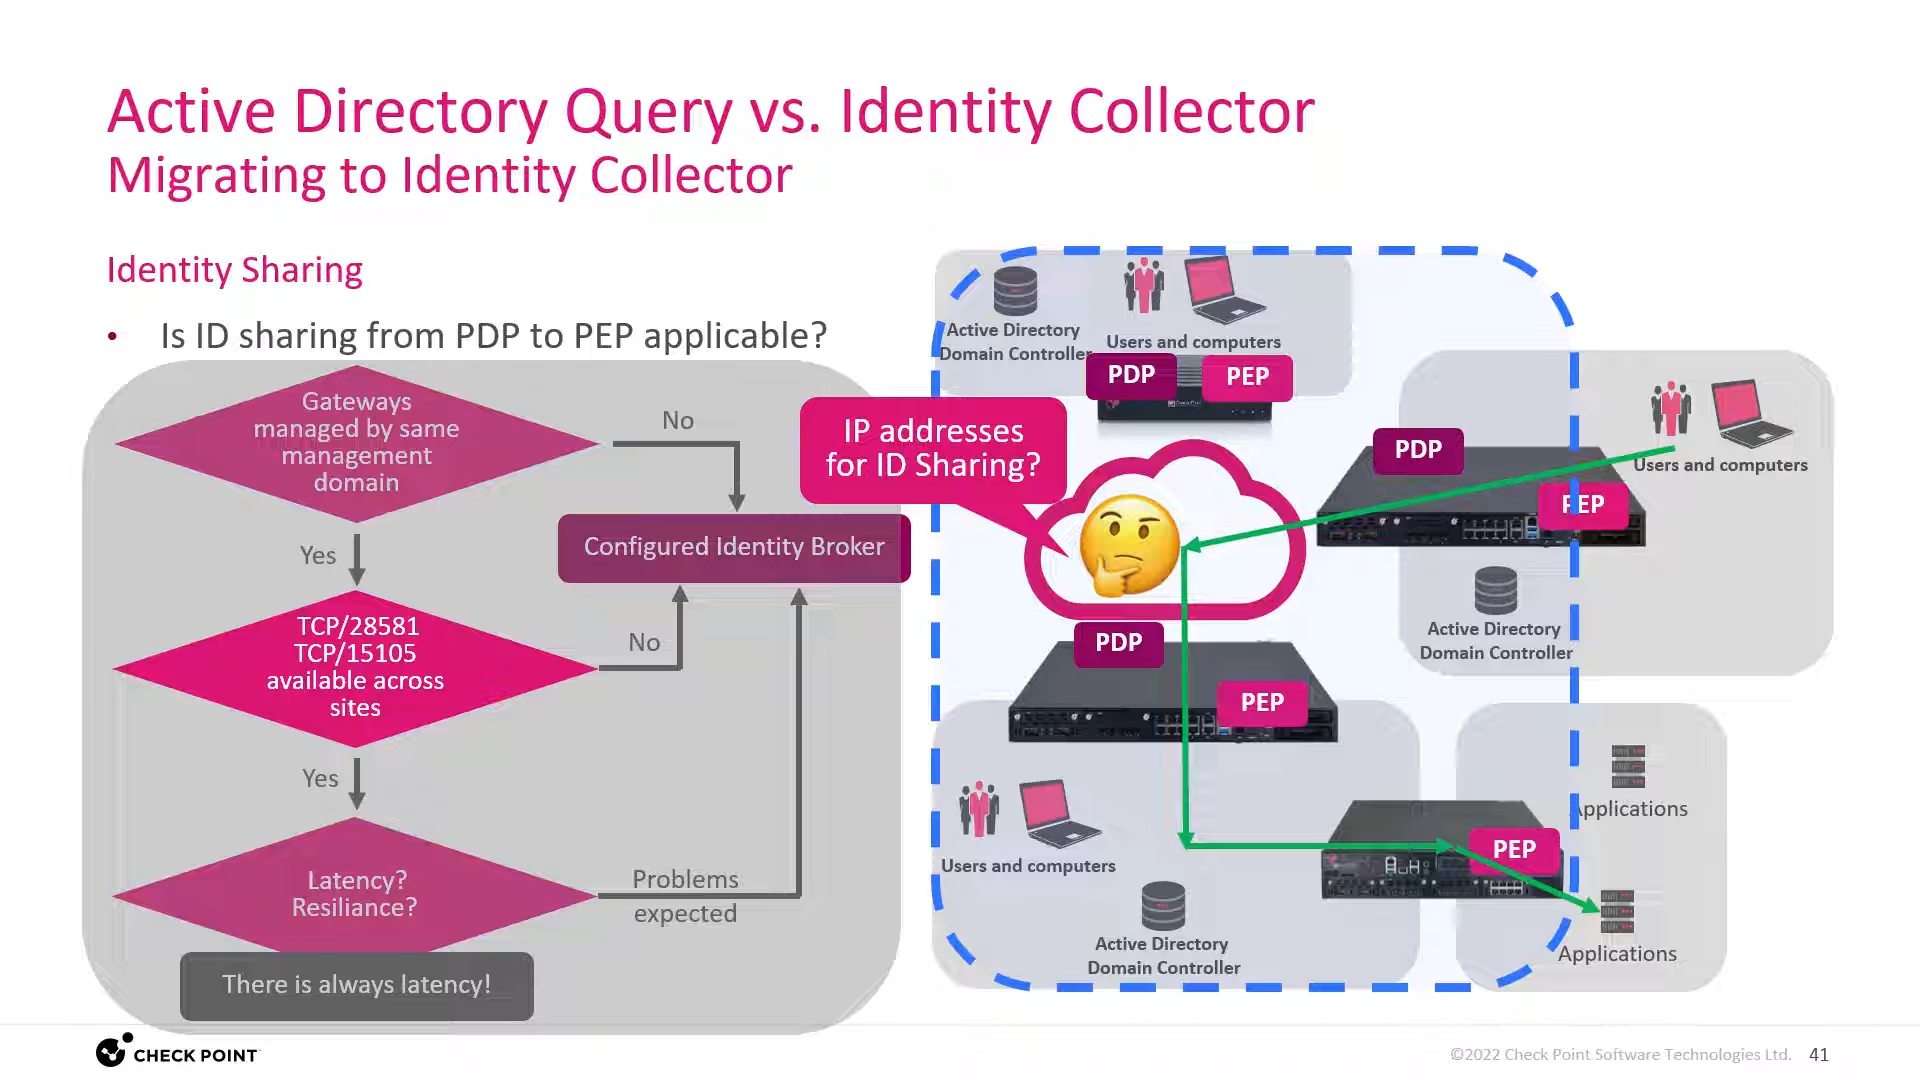 Active Directory Query vs. Identity Collector
Migrating to Identity Collector
Identity Sharing
• Is ID sharing from PDP to PEP applicable?
Gateways
managed by same
management
domain
No
Configured Identity Broker
Yes
TCP/28581
TCP/15105
available across
sites
No
Yes
Latency?
Resiliance?
Problems
expected
There is always latency!
IP addresses
for ID Sharing?
Active Directory
Domain Controller
Users and computers
PDP
PEP
PDP
PEP
Users and computers
Active Directory
Domain Controller
PDP
PEP
Users and computers
Active Directory
Domain Controller
PEP
Applications
Applications
CHECK POINT
©2022 Check Point Software Technologies Ltd.
41